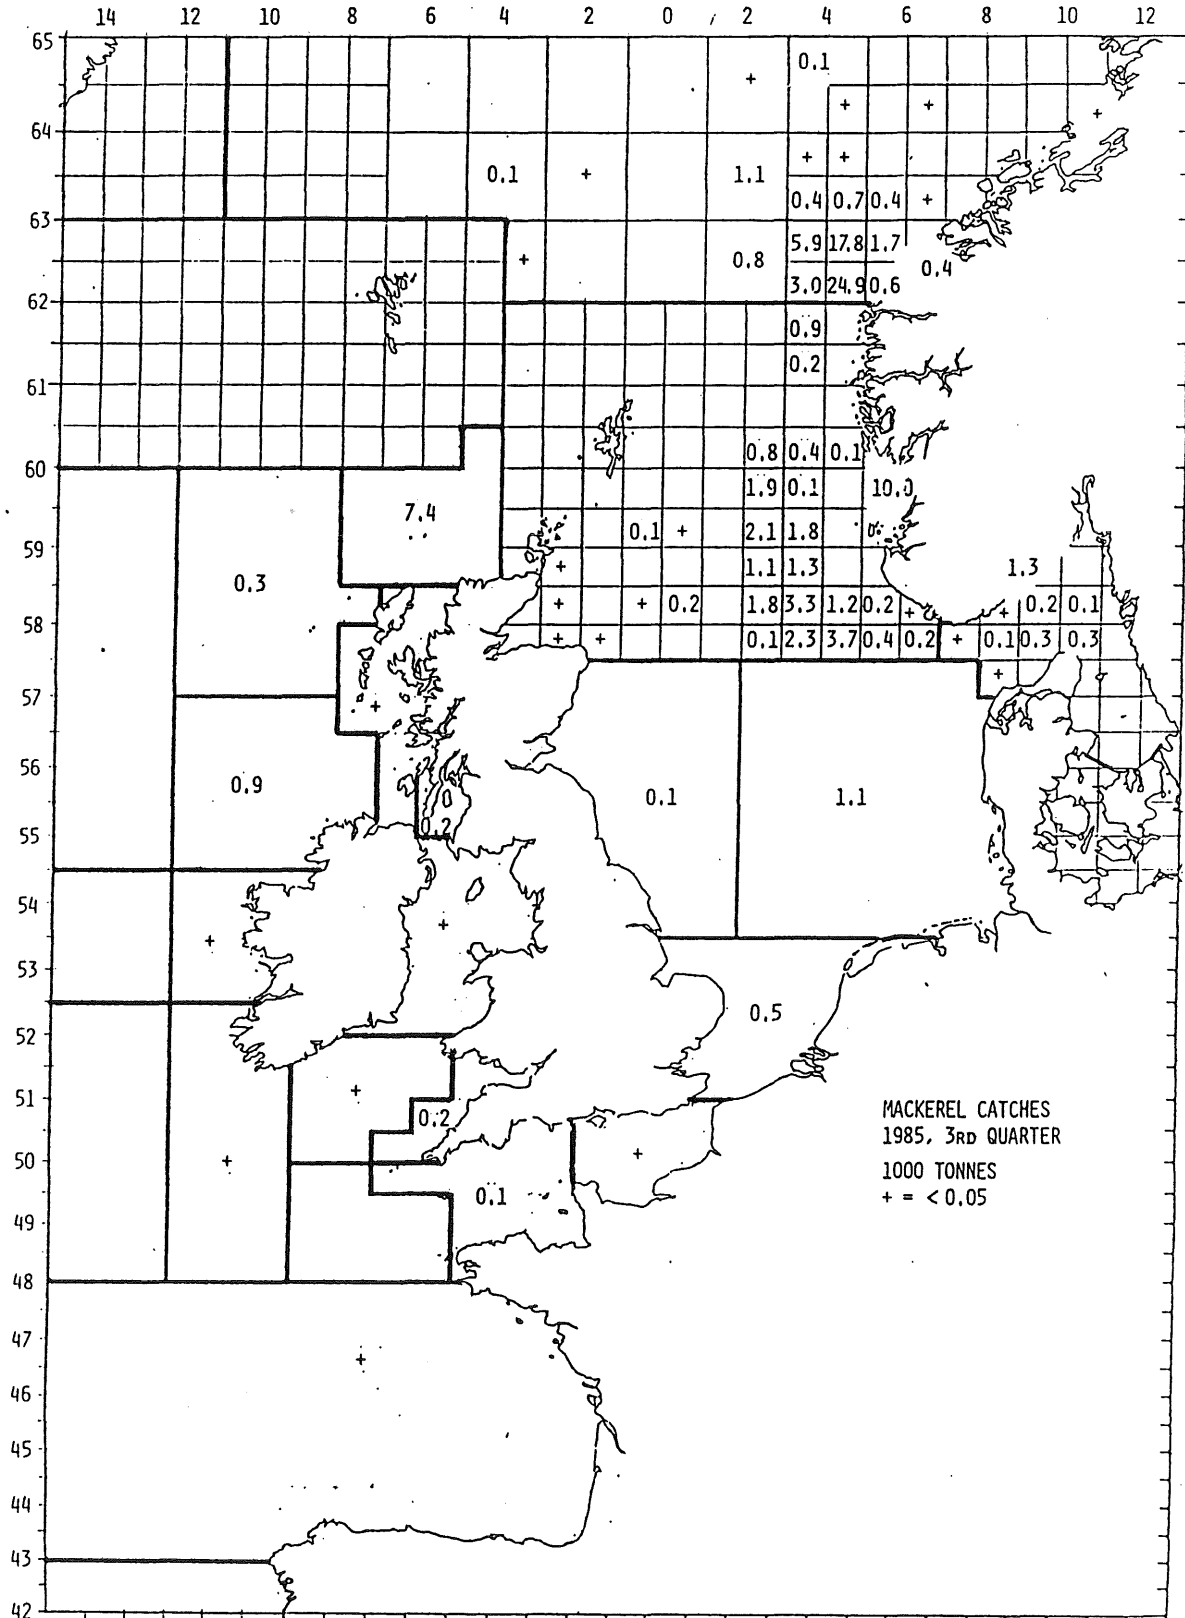 14 12 10 8 6 4 2 0 2 4 6 8 10 12
65
0.1
+
+ +
+
64
+ +
0.1 + 1.1
0.4 0.7 0.4 +
63
5.9 17.8 1.7
+ 0.8 0.4
3.0 24.9 0.6
62
0.9
0.2
61
0.8 0.4 0.1
60
1.9 0.1 10.0
7.4
0.1 + 2.1 1.8
59
+ 1.1 1.3 1.3
0.3
+ + 0.2 1.8 3.3 1.2 0.2 + + 0.2 0.1
58
+ + 0.1 2.3 3.7 0.4 0.2 + 0.1 0.3 0.3
+
57
+
56
0.9 0.1 1.1
0.2
55
54
+
+
53
0.5
52
+
51
0.2
MACKEREL CATCHES
1985, 3RD QUARTER
+ +
50
1000 TONNES
0.1
+ = < 0.05
49
48
47
+
46
45
44
43
42